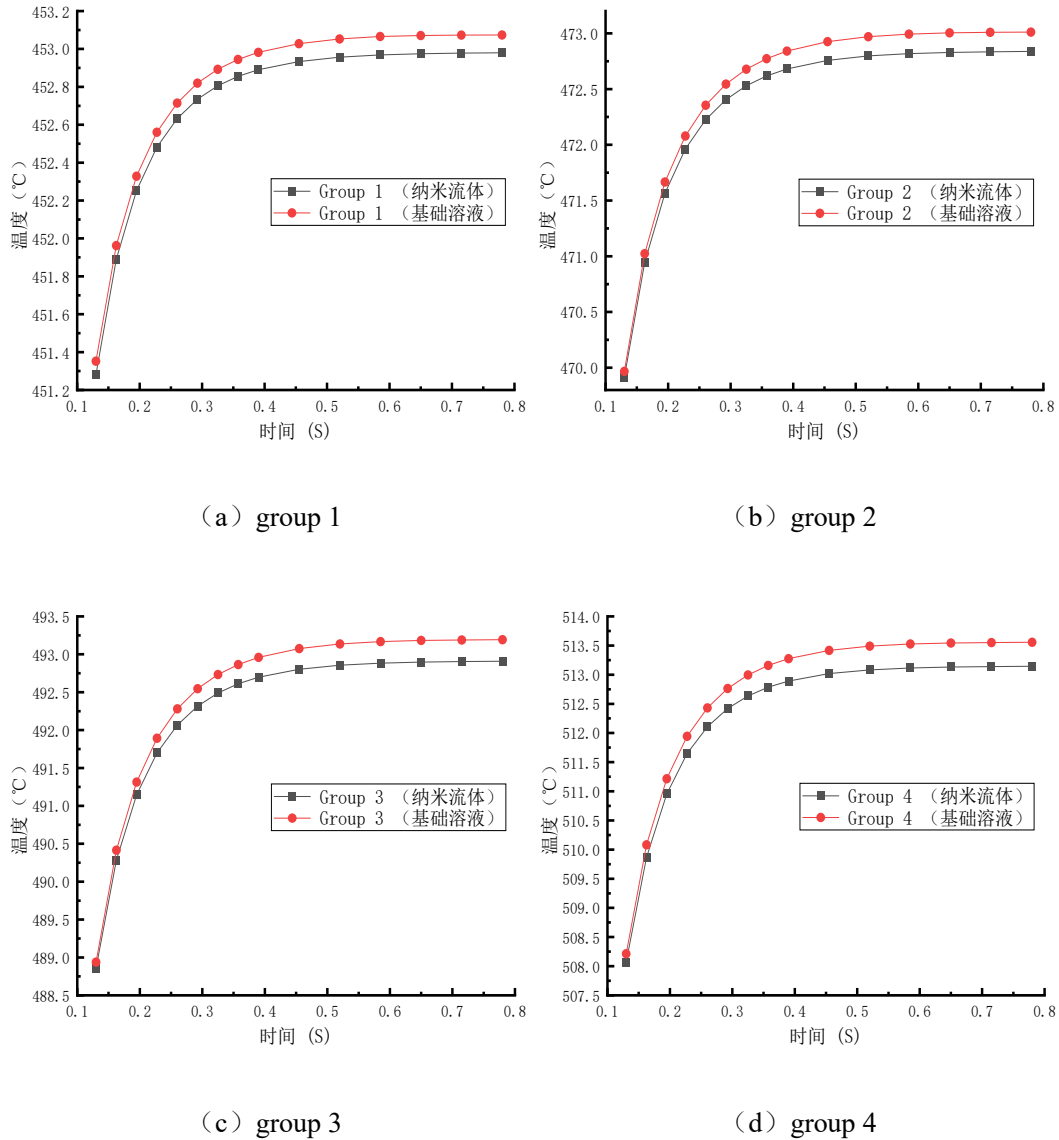 453.2
453.0
452.8
452.6
452.4
452.2
452.0
451.8
451.6
451.4
451.2
温度（℃）
Group 1 （纳米流体）
Group 1 （基础溶液）
0.1 0.2 0.3 0.4 0.5 0.6 0.7 0.8
时间 (S)
（a）group 1
473.0
472.5
472.0
471.5
471.0
470.5
470.0
温度（℃）
Group 2 （纳米流体）
Group 2 （基础溶液）
0.1 0.2 0.3 0.4 0.5 0.6 0.7 0.8
时间 (S)
（b）group 2
493.5
493.0
492.5
492.0
491.5
491.0
490.5
490.0
489.5
489.0
488.5
温度（℃）
Group 3 （纳米流体）
Group 3 （基础溶液）
0.1 0.2 0.3 0.4 0.5 0.6 0.7 0.8
时间 (S)
（c）group 3
514.0
513.5
513.0
512.5
512.0
511.5
511.0
510.5
510.0
509.5
509.0
508.5
508.0
507.5
温度（℃）
Group 4 （纳米流体）
Group 4 （基础溶液）
0.1 0.2 0.3 0.4 0.5 0.6 0.7 0.8
时间 (S)
（d）group 4